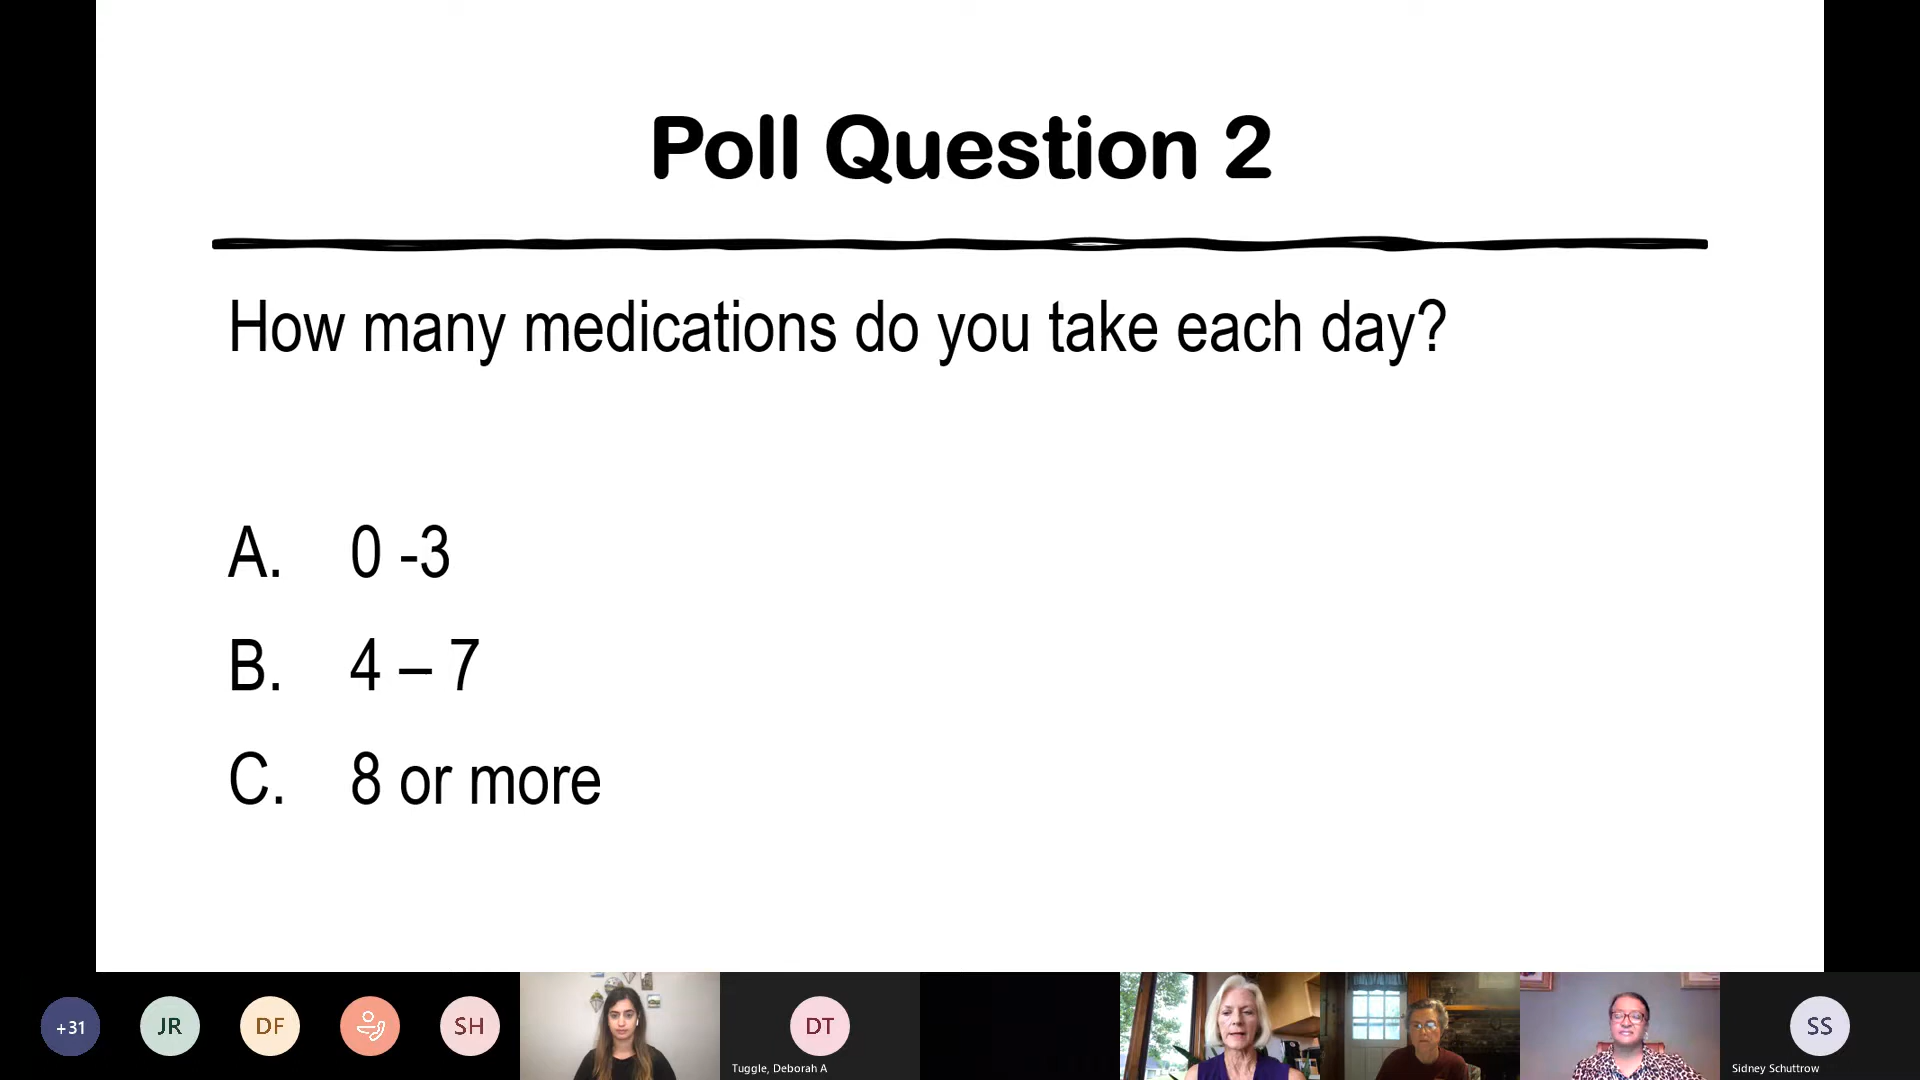 Poll Question 2
How many medications do you take each day?
A. 0 -3
B. 4 – 7
C. 8 or more
+31
JR
DF
SH
DT
Tuggle, Deborah A
SS
Sidney Schuttrow